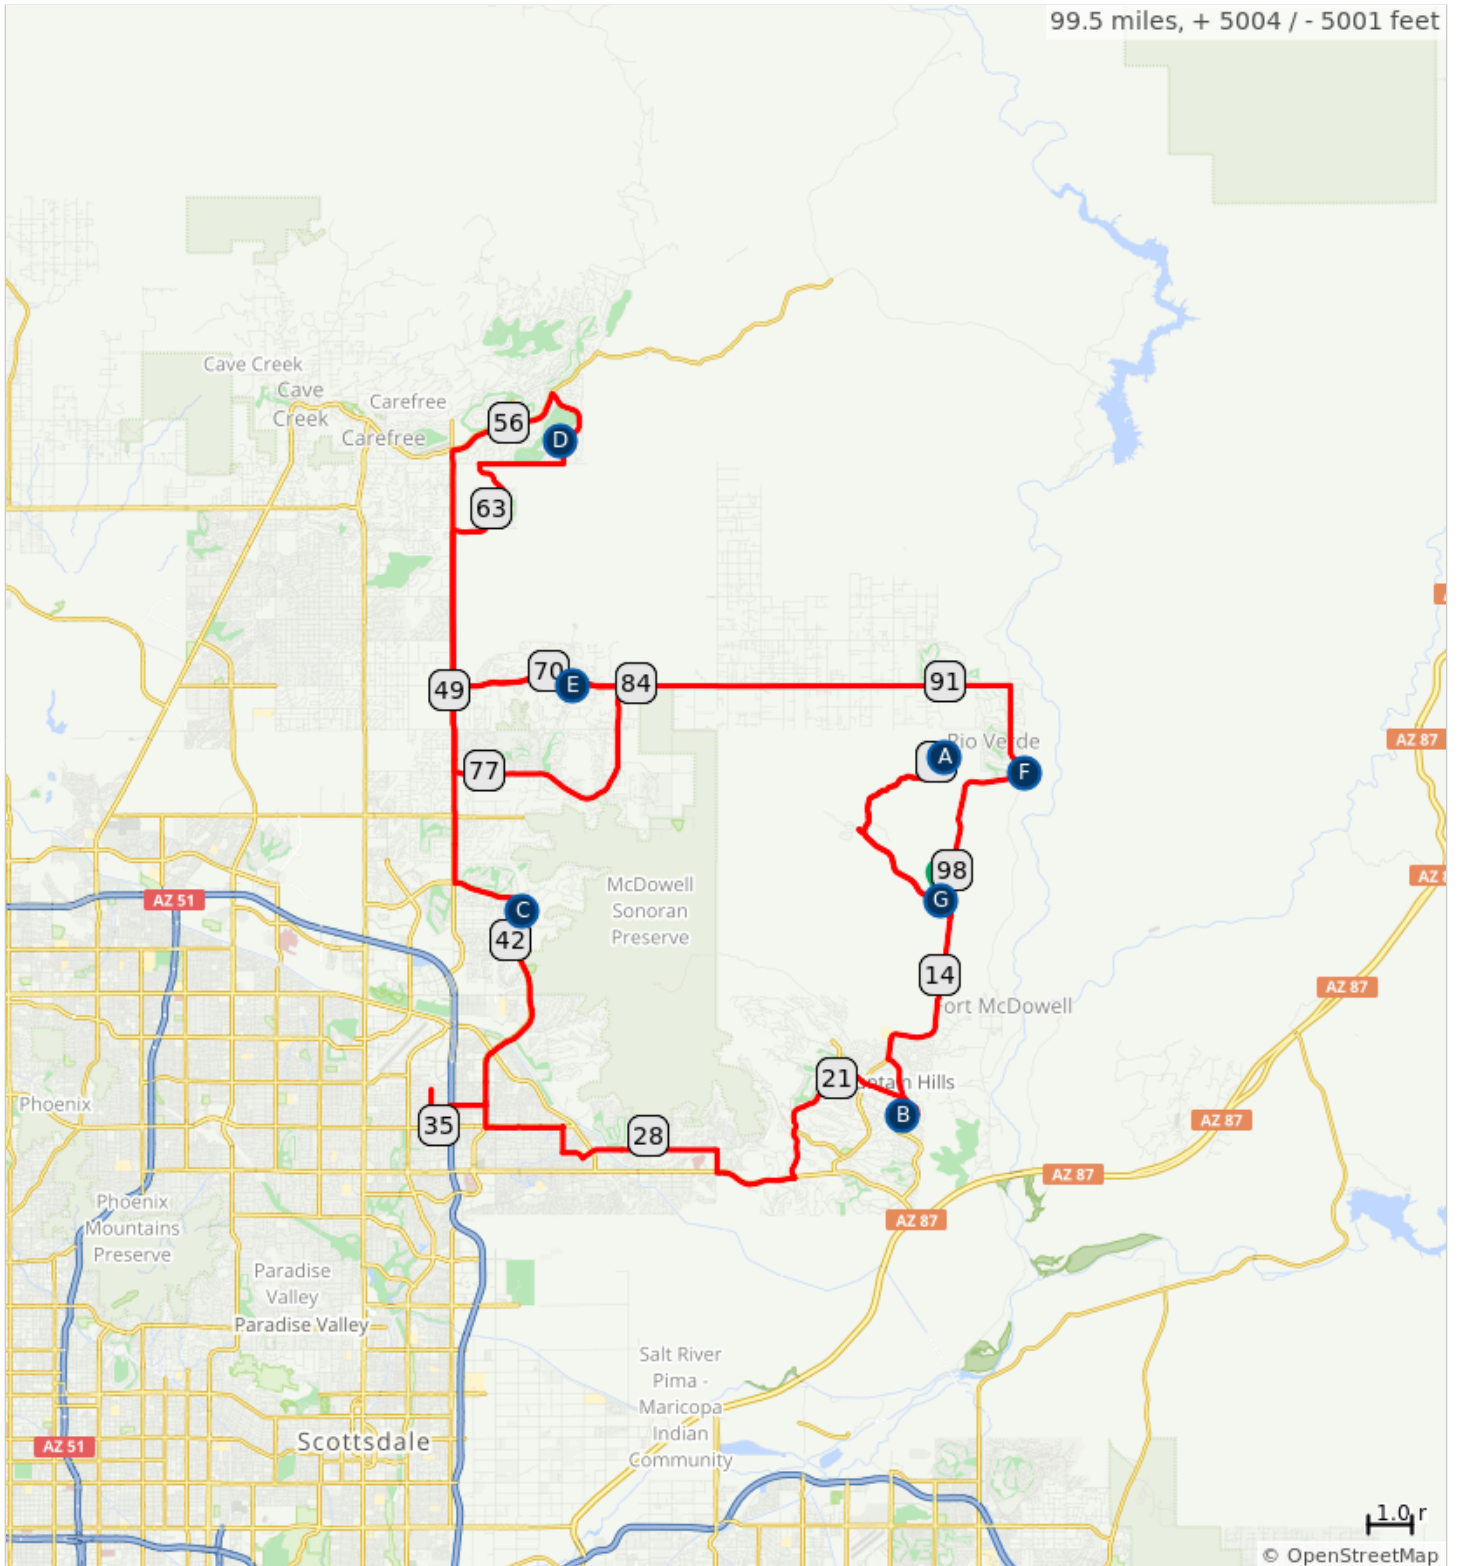 99.5 miles, + 5004 / - 5001 feet
Cave Creek
Cave
Creek
Carefree
Carefree
56
D
63
49
70
E
84
91
AZ 87
A
Rio Verde
F
77
AZ 51
McDowell
Sonoran
Preserve
98
G
C
42
14
AZ 87
Fort McDowell
Phoenix
35
28
21
Hills
B
AZ 87
AZ 87
AZ 87
Phoenix
Mountains
Preserve
Paradise
Valley
Paradise Valley
Salt River
Pima -
Maricopa
Indian
Community
AZ 51
Scottsdale
1.0
© OpenStreetMap